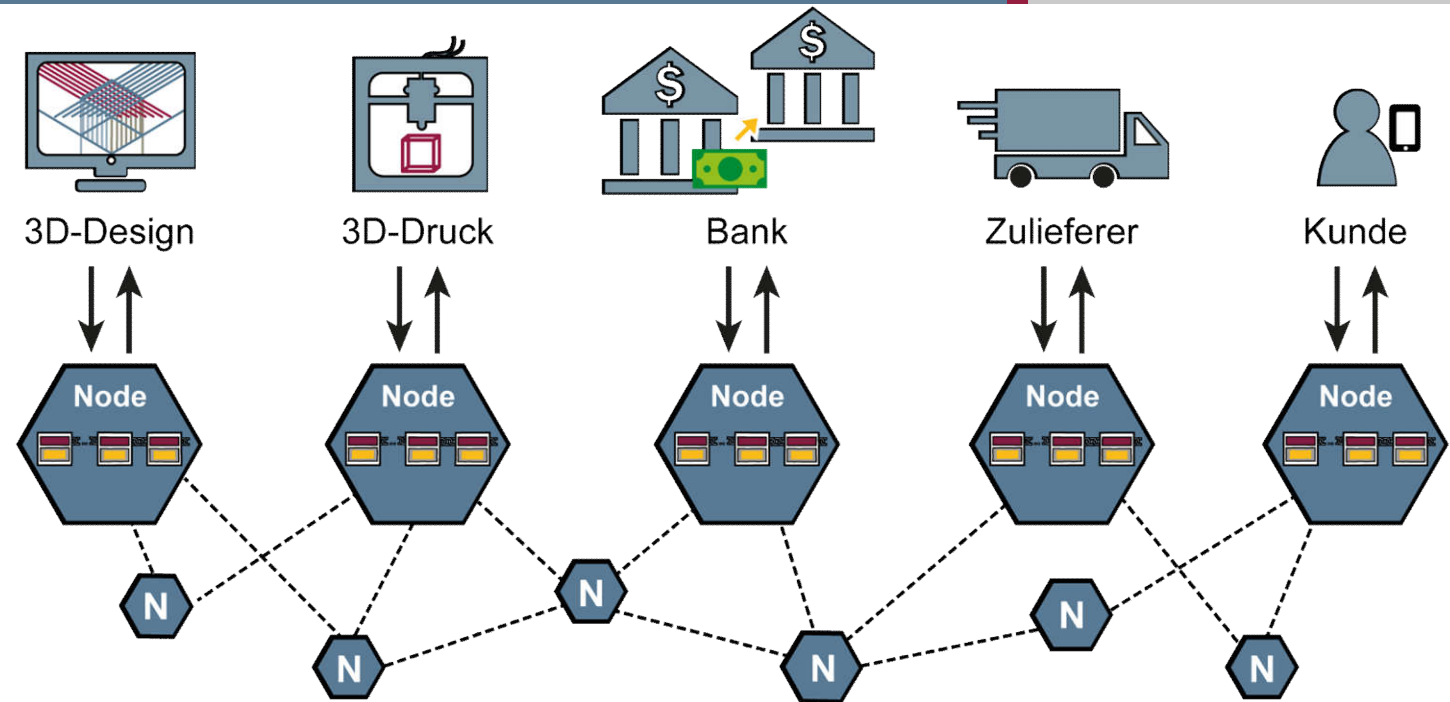 $
$
3D-Design
3D-Druck
Bank
Zulieferer
Kunde
Node
Node
Node
Node
Node
N
N
N
N
N
N